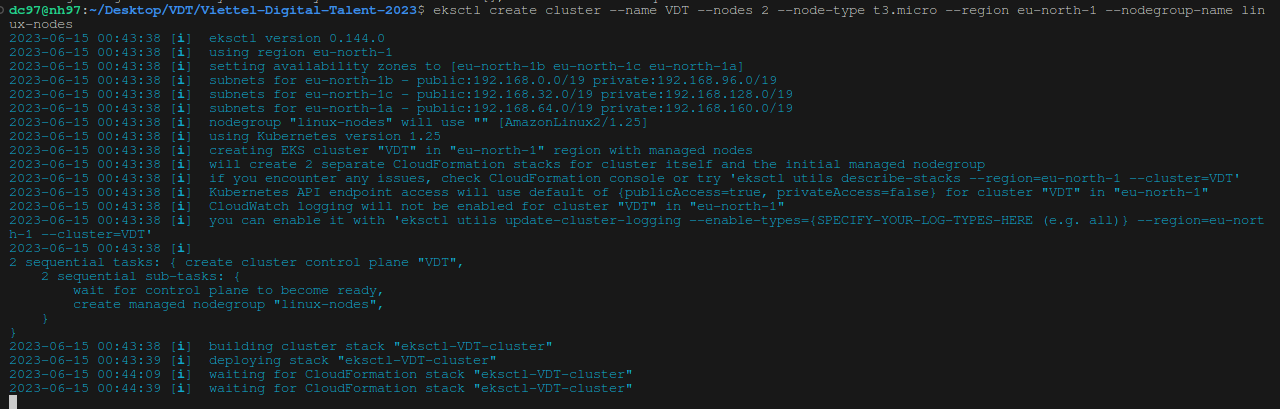 dc97@nh97:~/Desktop/VDT/Viettel-Digital-Talent-2023$ eksctl create cluster --name VDT --nodes 2 --node-type t3.micro --region eu-north-1 --nodegroup-name lin
ux-nodes
2023-06-15 00:43:38 [i]  eksctl version 0.144.0
2023-06-15 00:43:38 [i]  using region eu-north-1
2023-06-15 00:43:38 [i]  setting availability zones to [eu-north-1b eu-north-1c eu-north-1a]
2023-06-15 00:43:38 [i]  subnets for eu-north-1b - public:192.168.0.0/19 private:192.168.96.0/19
2023-06-15 00:43:38 [i]  subnets for eu-north-1c - public:192.168.32.0/19 private:192.168.128.0/19
2023-06-15 00:43:38 [i]  subnets for eu-north-1a - public:192.168.64.0/19 private:192.168.160.0/19
2023-06-15 00:43:38 [i]  nodegroup "linux-nodes" will use "" [AmazonLinux2/1.25]
2023-06-15 00:43:38 [i]  using Kubernetes version 1.25
2023-06-15 00:43:38 [i]  creating EKS cluster "VDT" in "eu-north-1" region with managed nodes
2023-06-15 00:43:38 [i]  will create 2 separate CloudFormation stacks for cluster itself and the initial managed nodegroup
2023-06-15 00:43:38 [i]  if you encounter any issues, check CloudFormation console or try 'eksctl utils describe-stacks --region=eu-north-1 --cluster=VDT'
2023-06-15 00:43:38 [i]  Kubernetes API endpoint access will use default of {publicAccess=true, privateAccess=false} for cluster "VDT" in "eu-north-1"
2023-06-15 00:43:38 [i]  CloudWatch logging will not be enabled for cluster "VDT" in "eu-north-1"
2023-06-15 00:43:38 [i]  you can enable it with 'eksctl utils update-cluster-logging --enable-types={SPECIFY-YOUR-LOG-TYPES-HERE (e.g. all)} --region=eu-nort
h-1 --cluster=VDT'
2023-06-15 00:43:38 [i]
2 sequential tasks: { create cluster control plane "VDT",
    2 sequential sub-tasks: {
        wait for control plane to become ready,
        create managed nodegroup "linux-nodes",
    }
}
2023-06-15 00:43:38 [i]  building cluster stack "eksctl-VDT-cluster"
2023-06-15 00:43:39 [i]  deploying stack "eksctl-VDT-cluster"
2023-06-15 00:44:09 [i]  waiting for CloudFormation stack "eksctl-VDT-cluster"
2023-06-15 00:44:39 [i]  waiting for CloudFormation stack "eksctl-VDT-cluster"